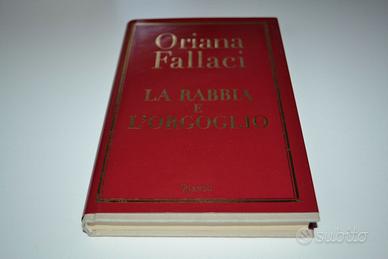 Oriana
Fallaci
LA RABBIA
E
L'ORGOGLIO
Rizzoli
subito